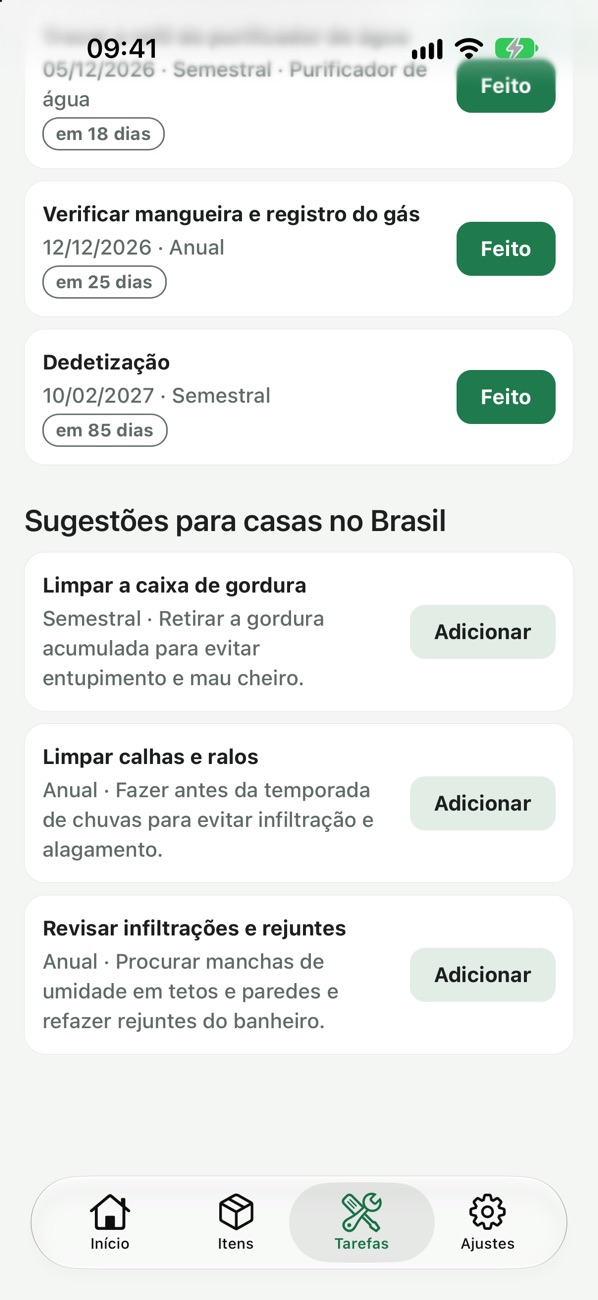 09:41
05/12/2026 · Semestral · Purificador de
água
em 18 dias
Feito
Verificar mangueira e registro do gás
12/12/2026 · Anual
em 25 dias
Feito
Dedetização
10/02/2027 · Semestral
em 85 dias
Feito
Sugestões para casas no Brasil
Limpar a caixa de gordura
Semestral · Retirar a gordura
acumulada para evitar
entupimento e mau cheiro.
Adicionar
Limpar calhas e ralos
Anual · Fazer antes da temporada
de chuvas para evitar infiltração e
alagamento.
Adicionar
Revisar infiltrações e rejuntes
Anual · Procurar manchas de
umidade em tetos e paredes e
refazer rejuntes do banheiro.
Adicionar
Início
Itens
Tarefas
Ajustes